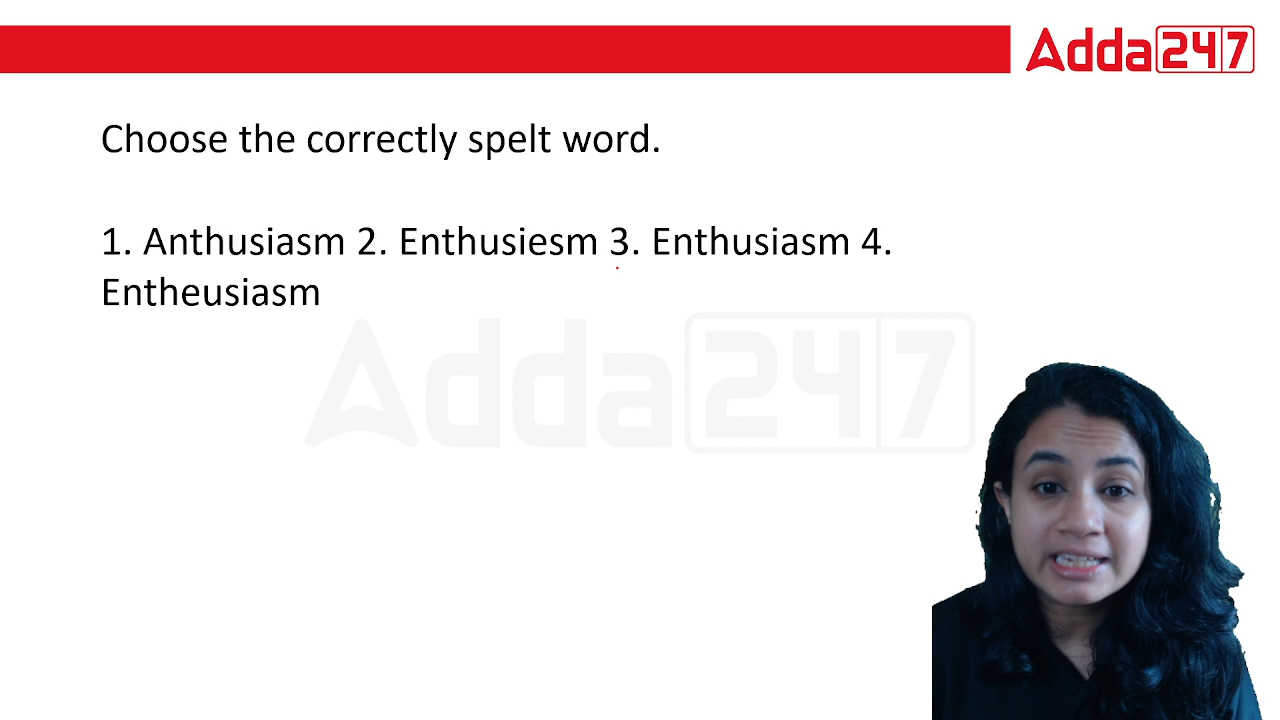 Adda247
Choose the correctly spelt word.
1. Anthusiasm 2. Enthusiesm 3. Enthusiasm 4.
Entheusiasm
Adda247